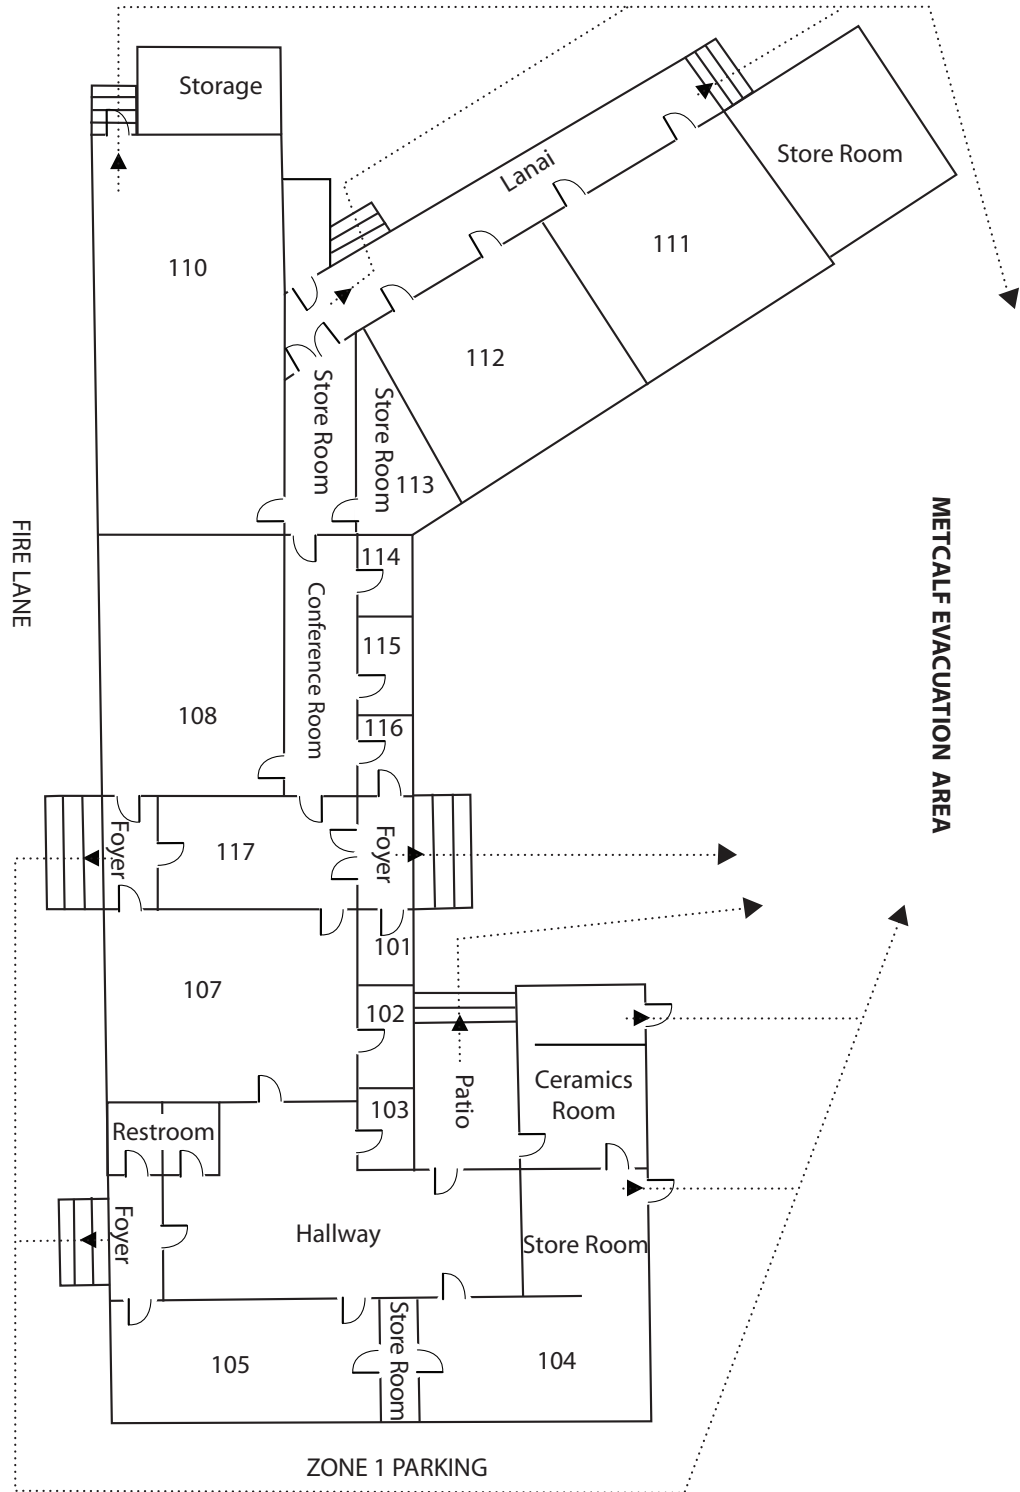 Storage
Store Room
Lanai
111
110
112
Store Room
Store Room
113
FIRE LANE
METCALF EVACUATION AREA
114
Conference Room
115
108
116
Foyer
117
Foyer
101
107
102
Patio
Ceramics
Room
103
Restroom
Foyer
Hallway
Store Room
Store Room
105
104
ZONE 1 PARKING